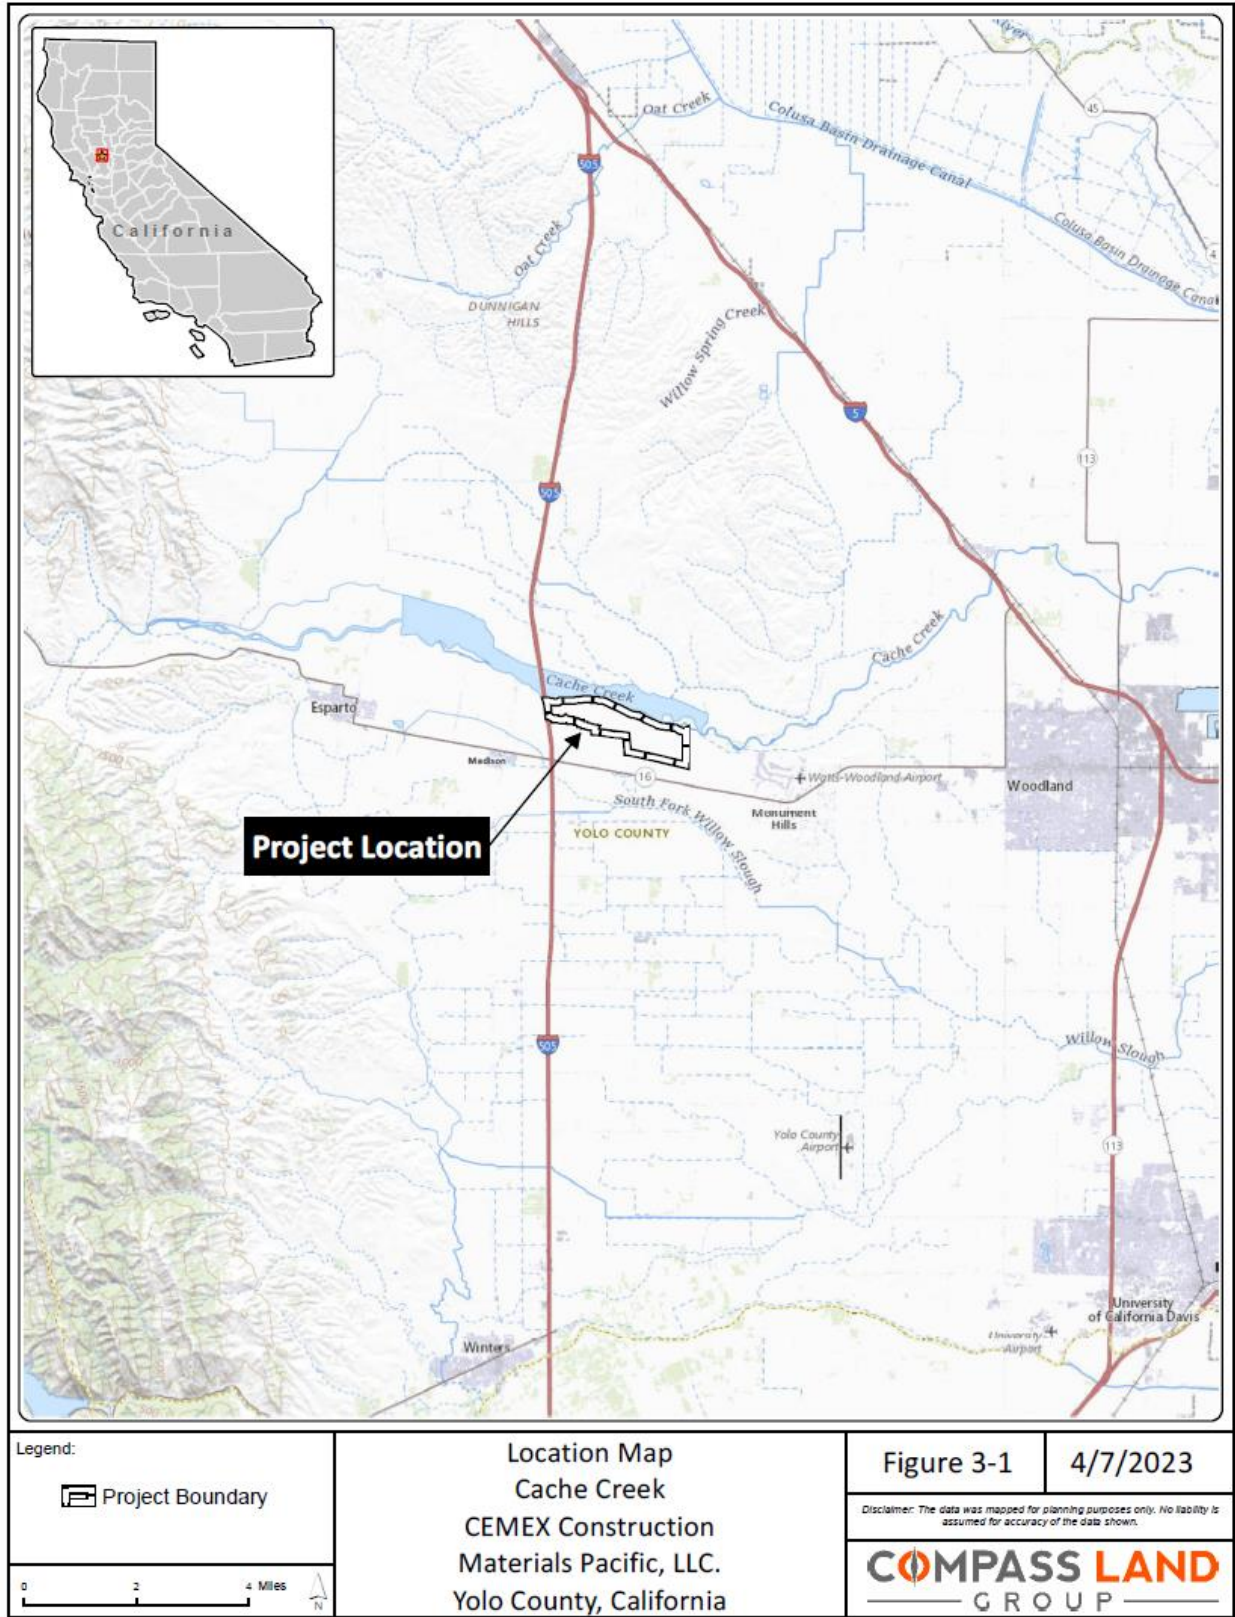 California
River
45
Oat Creek
Colusa Basin Drainage Canal
505
Colusa Basin Drainage Canal
Oat Creek
DUNNIGAN
HILLS
Willow Spring Creek
5
113
505
Cache Creek
Cache Creek
Esparto
Madison
16
Watts-Woodland Airport
Woodland
South Fork Willow Slough
Monument
Hills
Project Location
YOLO COUNTY
505
Willow Slough
Yolo County
Airport
113
University
of California Davis
University
Airport
Winters
1500
1000
500
Legend:
Project Boundary
0 2 4 Miles
N
Location Map
Cache Creek
CEMEX Construction
Materials Pacific, LLC.
Yolo County, California
Figure 3-1
4/7/2023
Disclaimer: The data was mapped for planning purposes only. No liability is
assumed for accuracy of the data shown.
COMPASS LAND
GROUP